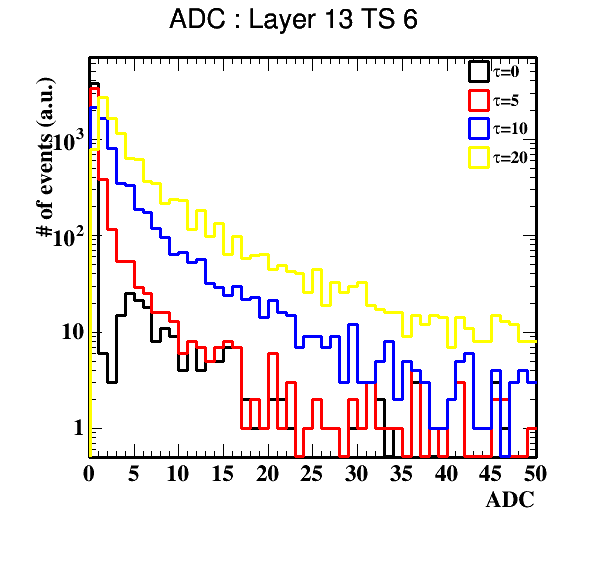 ADC : Layer 13 TS 6
# of events (a.u.)
10³
10²
10
1
τ=0
τ=5
τ=10
τ=20
0 5 10 15 20 25 30 35 40 45 50
ADC